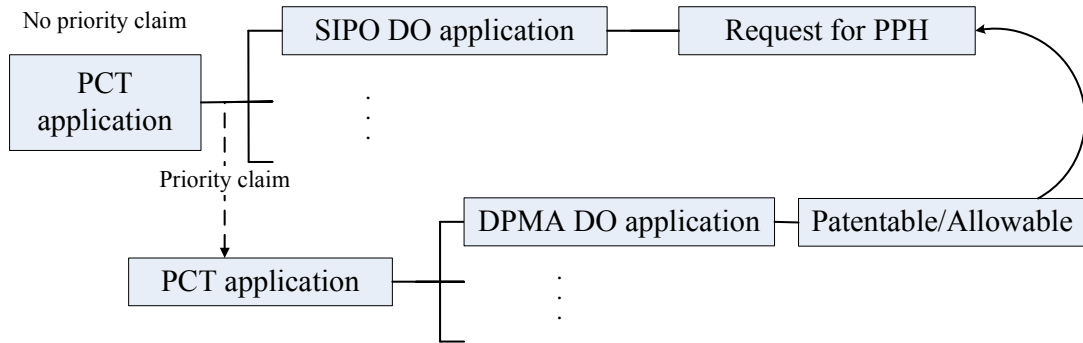 No priority claim
SIPO DO application
Request for PPH
PCT
application
Priority claim
DPMA DO application
Patentable/Allowable
PCT application